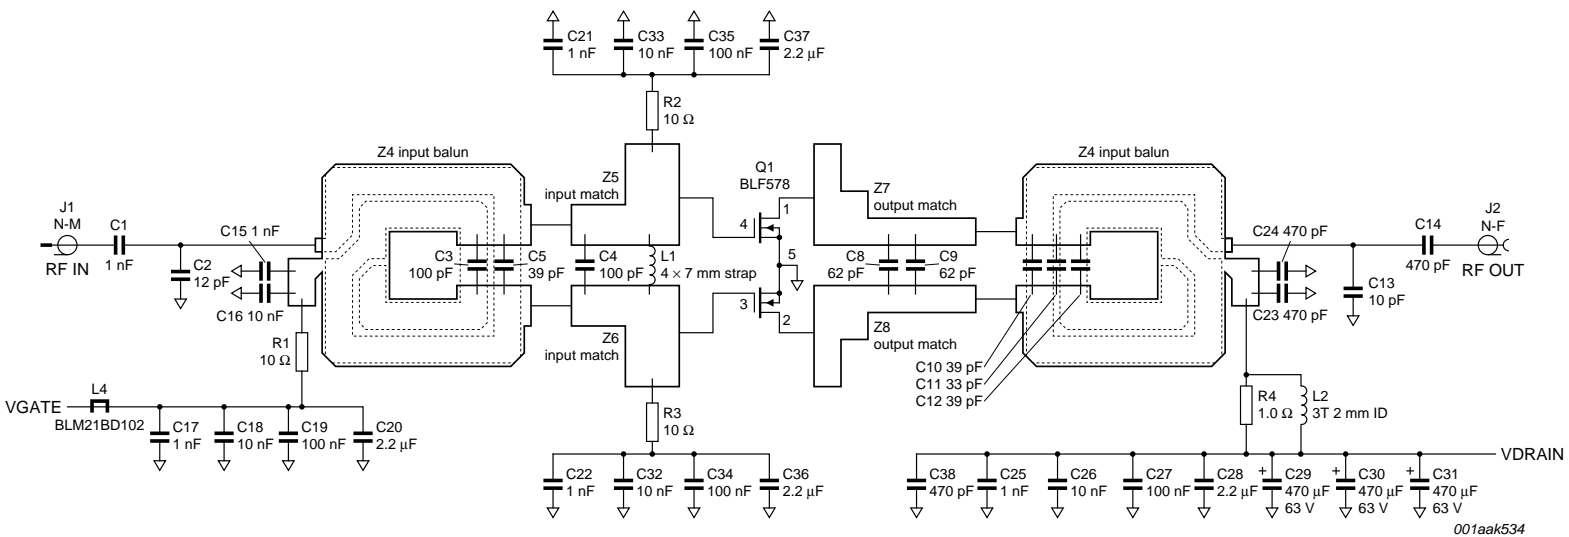 C21
1 nF
C33
10 nF
C35
100 nF
C37
2.2 μF
R2
10 Ω
Z4 input balun
Z5
input match
Q1
BLF578
Z7
output match
Z4 input balun
J1
N-M
RF IN
C1
1 nF
C2
12 pF
C15 1 nF
C16 10 nF
C3
100 pF
C5
39 pF
C4
100 pF
L1
4 × 7 mm strap
4
1
5
3
2
C8
62 pF
C9
62 pF
C24 470 pF
C23 470 pF
C14
470 pF
C13
10 pF
J2
N-F
RF OUT
R1
10 Ω
Z6
input match
Z8
output match
C10 39 pF
C11 33 pF
C12 39 pF
VGATE
L4
BLM21BD102
C17
1 nF
C18
10 nF
C19
100 nF
C20
2.2 μF
R3
10 Ω
R4
1.0 Ω
L2
3T 2 mm ID
VDRAIN
C22
1 nF
C32
10 nF
C34
100 nF
C36
2.2 μF
C38
470 pF
C25
1 nF
C26
10 nF
C27
100 nF
C28
2.2 μF
+
C29
470 μF
63 V
+
C30
470 μF
63 V
+
C31
470 μF
63 V
001aak534